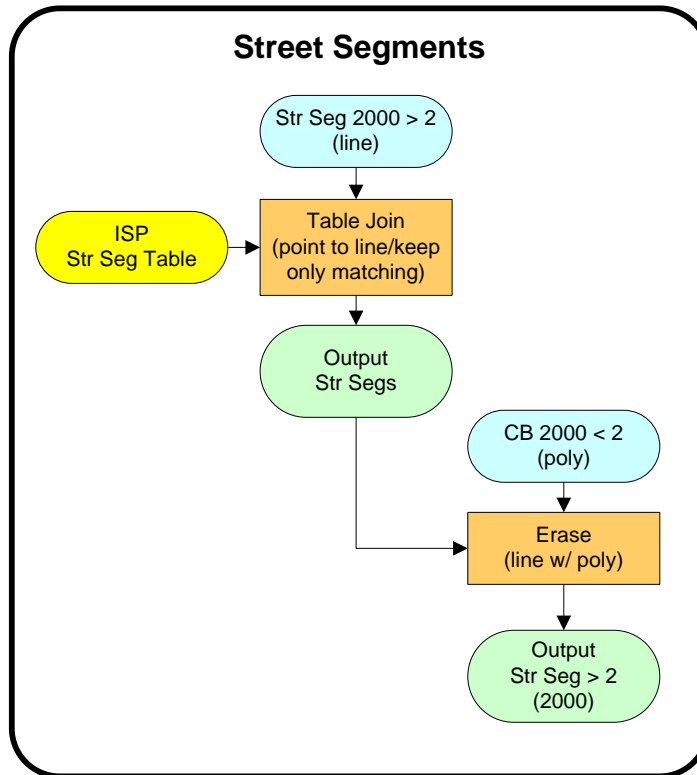 Street Segments
Str Seg 2000 > 2
(line)
ISP
Str Seg Table
Table Join
(point to line/keep
only matching)
Output
Str Segs
CB 2000 < 2
(poly)
Erase
(line w/ poly)
Output
Str Seg > 2
(2000)